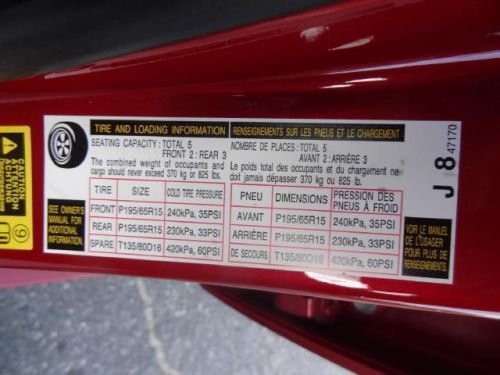 TIRE AND LOADING INFORMATION
SEATING CAPACITY: TOTAL 5
FRONT 2: REAR 3
The combined weight of occupants and
cargo should never exceed 370 kg or 825 lbs.
TIRE SIZE COLD TIRE PRESSURE
FRONT P195/65R15 240kPa, 35PSI
REAR P195/65R15 230kPa, 33PSI
SPARE T135/80D16 420kPa, 60PSI
SEE OWNER'S
MANUAL FOR
ADDITIONAL
INFORMATION.
RENSEIGNEMENTS SUR LES PNEUS ET LE CHARGEMENT
NOMBRE DE PLACES: TOTAL 5
AVANT 2: ARRIÈRE 3
Le poids total des occupants et du chargement ne
doit jamais dépasser 370 kg ou 825 lb.
PNEU DIMENSIONS PRESSION DES
PNEUS À FROID
AVANT P195/65R15 240kPa, 35PSI
ARRIÈRE P195/65R15 230kPa, 33PSI
DE SECOURS T135/80D16 420kPa, 60PSI
VOIR LE MANUEL
DE L'USAGER
POUR PLUS DE
RENSEIGNEMENTS.
J 8 47170
CAUTION
ATTENTION
ACHTUNG